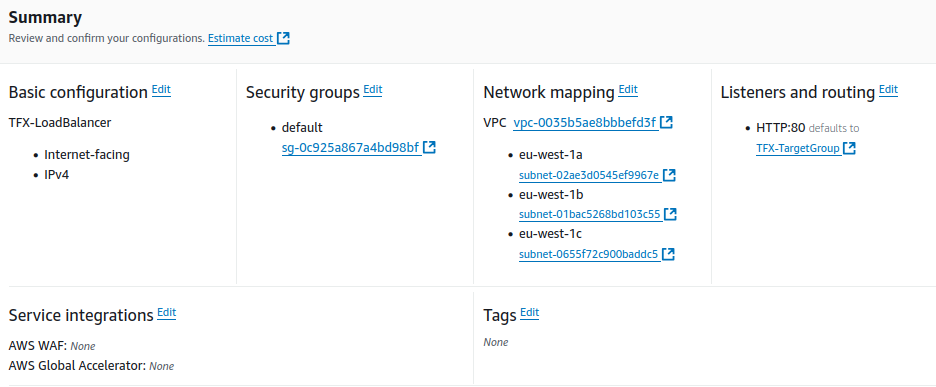 Summary
Review and confirm your configurations. Estimate cost
Basic configuration Edit
TFX-LoadBalancer
Internet-facing
IPv4
Security groups Edit
default
sg-0c925a867a4bd98bf
Network mapping Edit
VPC vpc-0035b5ae8bbbefd3f
eu-west-1a
subnet-02ae3d0545ef9967e
eu-west-1b
subnet-01bac5268bd103c55
eu-west-1c
subnet-0655f72c900baddc5
Listeners and routing Edit
HTTP:80 defaults to
TFX-TargetGroup
Service integrations Edit
AWS WAF: None
AWS Global Accelerator: None
Tags Edit
None